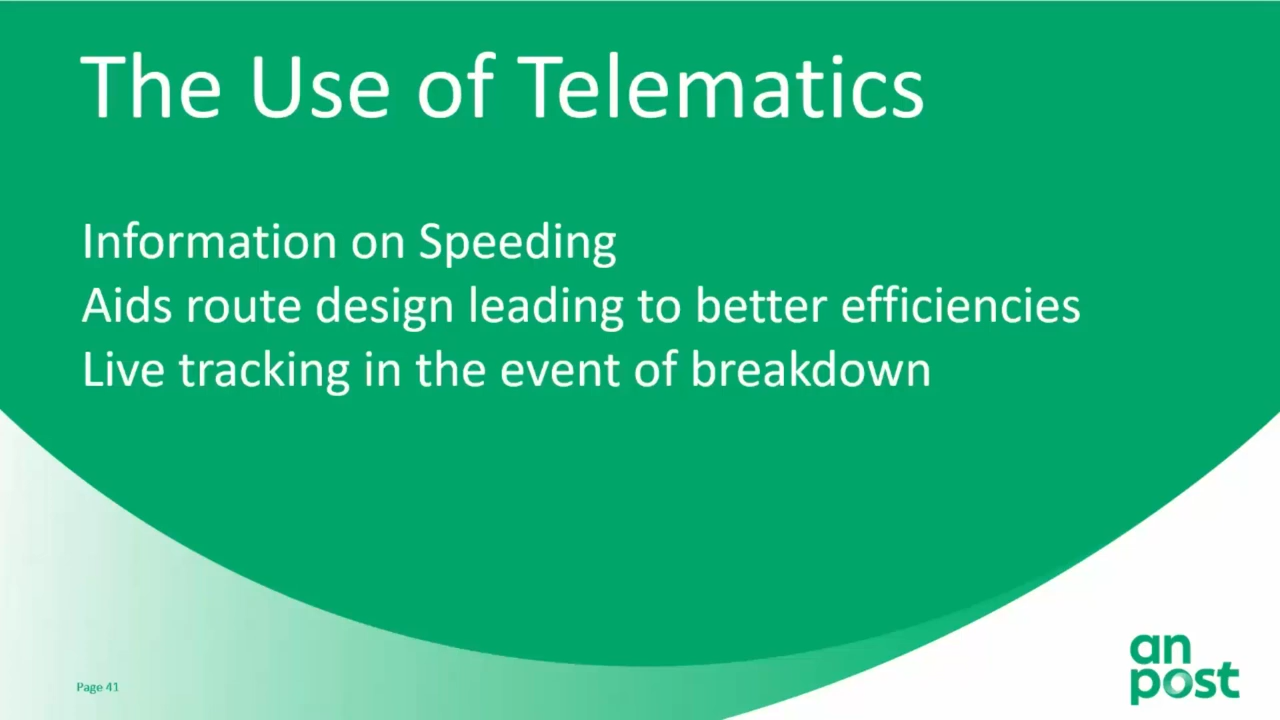 The Use of Telematics
Information on Speeding
Aids route design leading to better efficiencies
Live tracking in the event of breakdown
Page 41
an
post